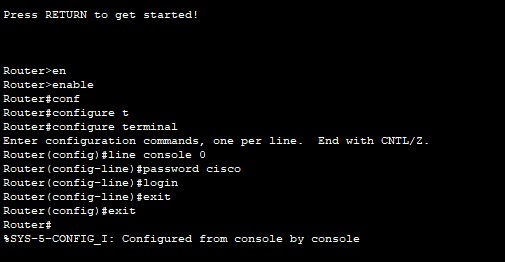 Press RETURN to get started!
Router>en
Router>enable
Router#conf
Router#configure t
Router#configure terminal
Enter configuration commands, one per line.  End with CNTL/Z.
Router(config)#line console 0
Router(config-line)#password cisco
Router(config-line)#login
Router(config-line)#exit
Router(config)#exit
Router#
%SYS-5-CONFIG_I: Configured from console by console